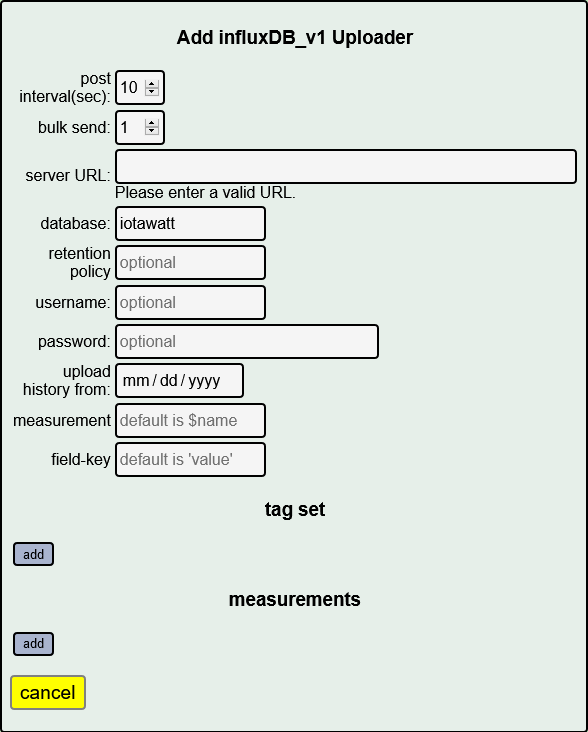 Add influxDB_v1 Uploader
post
interval(sec): 10
bulk send: 1
server URL:
Please enter a valid URL.
database: iotawatt
retention
policy optional
username: optional
password: optional
upload
history from: mm / dd / yyyy
measurement default is $name
field-key default is 'value'
tag set
add
measurements
add
cancel